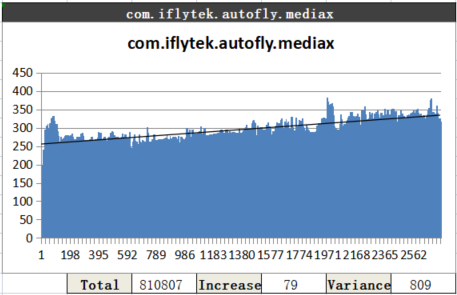 com.iflytek.autofly.mediax
com.iflytek.autofly.mediax
450
400
350
300
250
200
150
100
50
0
1 198 395 592 789 986 1183 1380 1577 1774 1971 2168 2365 2562
Total 810807 Increase 79 Variance 809